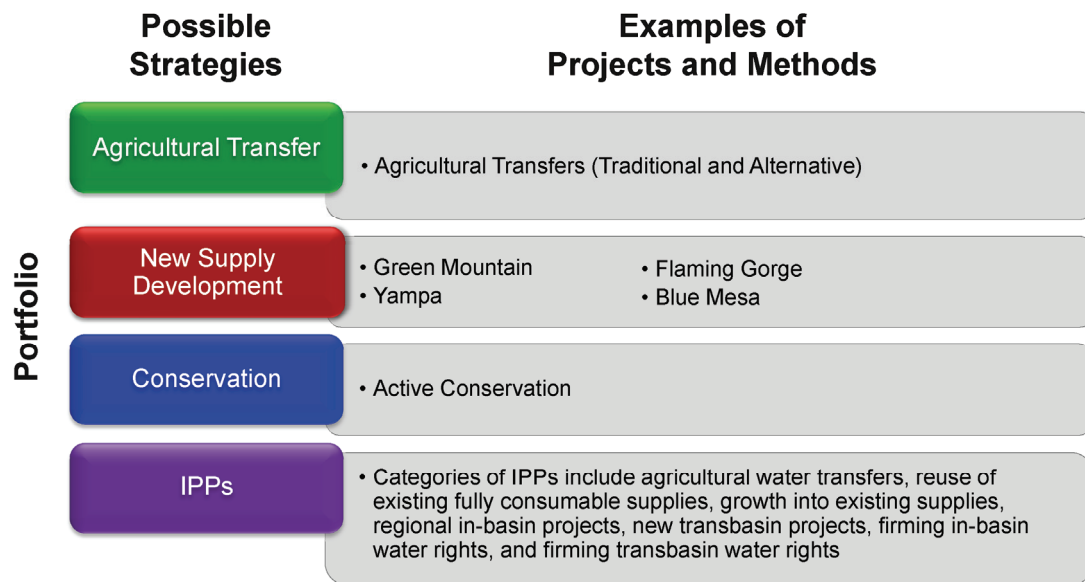 Possible
Strategies
Examples of
Projects and Methods
Portfolio
Agricultural Transfer
• Agricultural Transfers (Traditional and Alternative)
New Supply
Development
• Green Mountain
• Yampa
• Flaming Gorge
• Blue Mesa
Conservation
• Active Conservation
IPPs
• Categories of IPPs include agricultural water transfers, reuse of
existing fully consumable supplies, growth into existing supplies,
regional in-basin projects, new transbasin projects, firming in-basin
water rights, and firming transbasin water rights